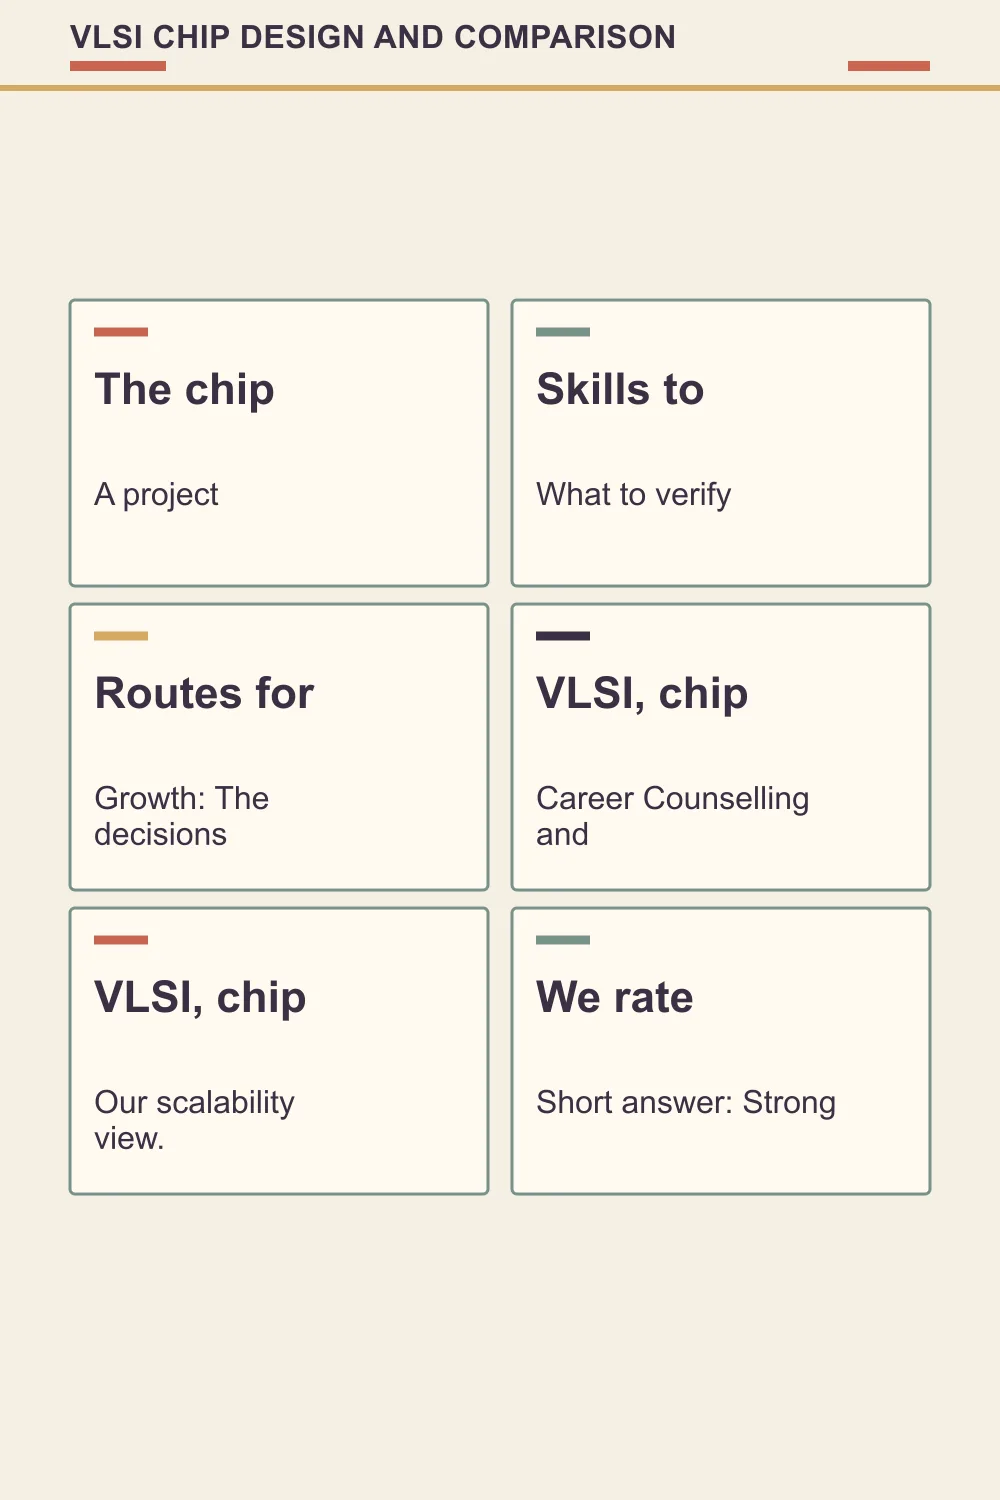 VLSI CHIP DESIGN AND COMPARISON
The chip
A project
Skills to
What to verify
Routes for
Growth: The
decisions
VLSI, chip
Career Counselling
and
VLSI, chip
Our scalability
view.
We rate
Short answer: Strong